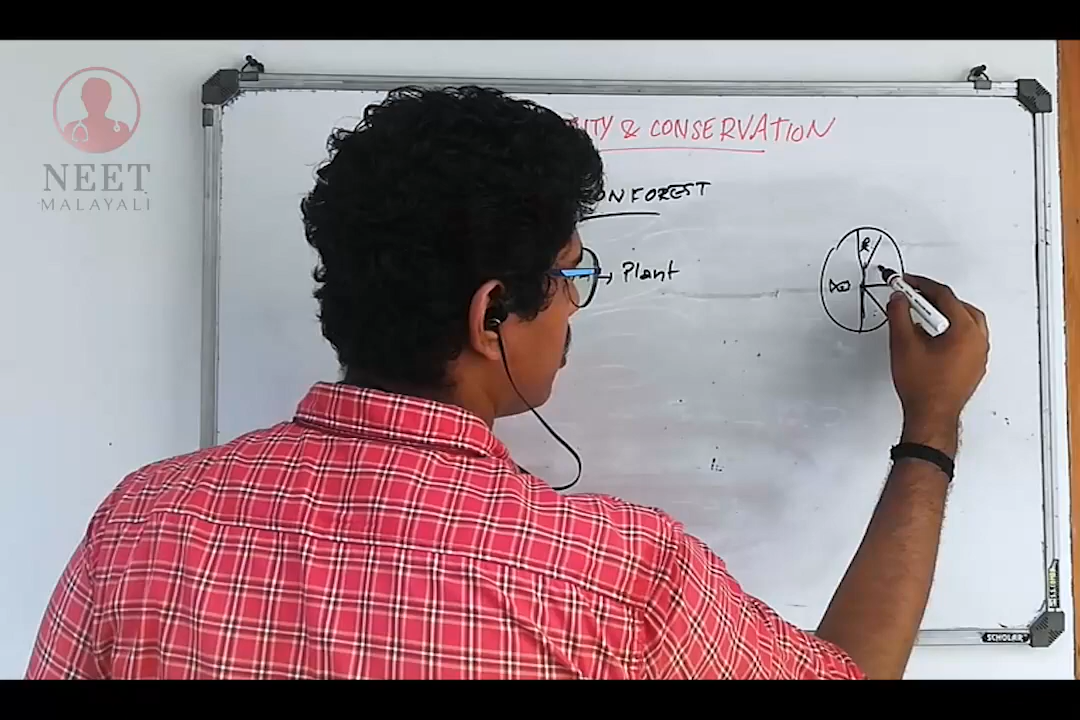 NEET
MALAYALI
ITY & CONSERVATION
ON FOREST
→ Plant
SCHOLAR